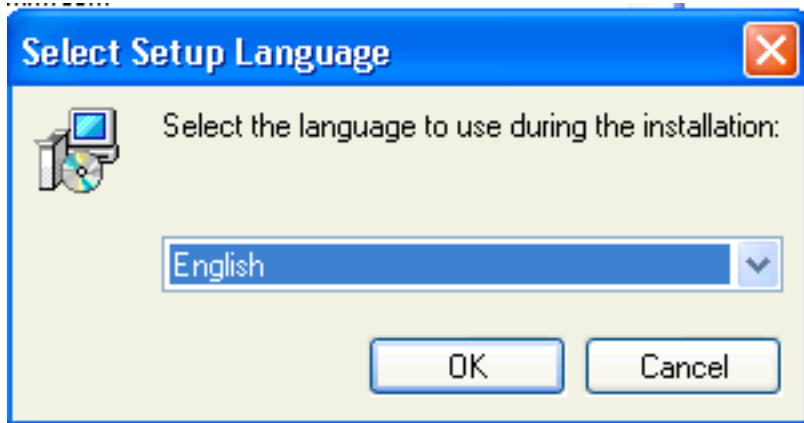 Select Setup Language
Select the language to use during the installation:
English
OK
Cancel